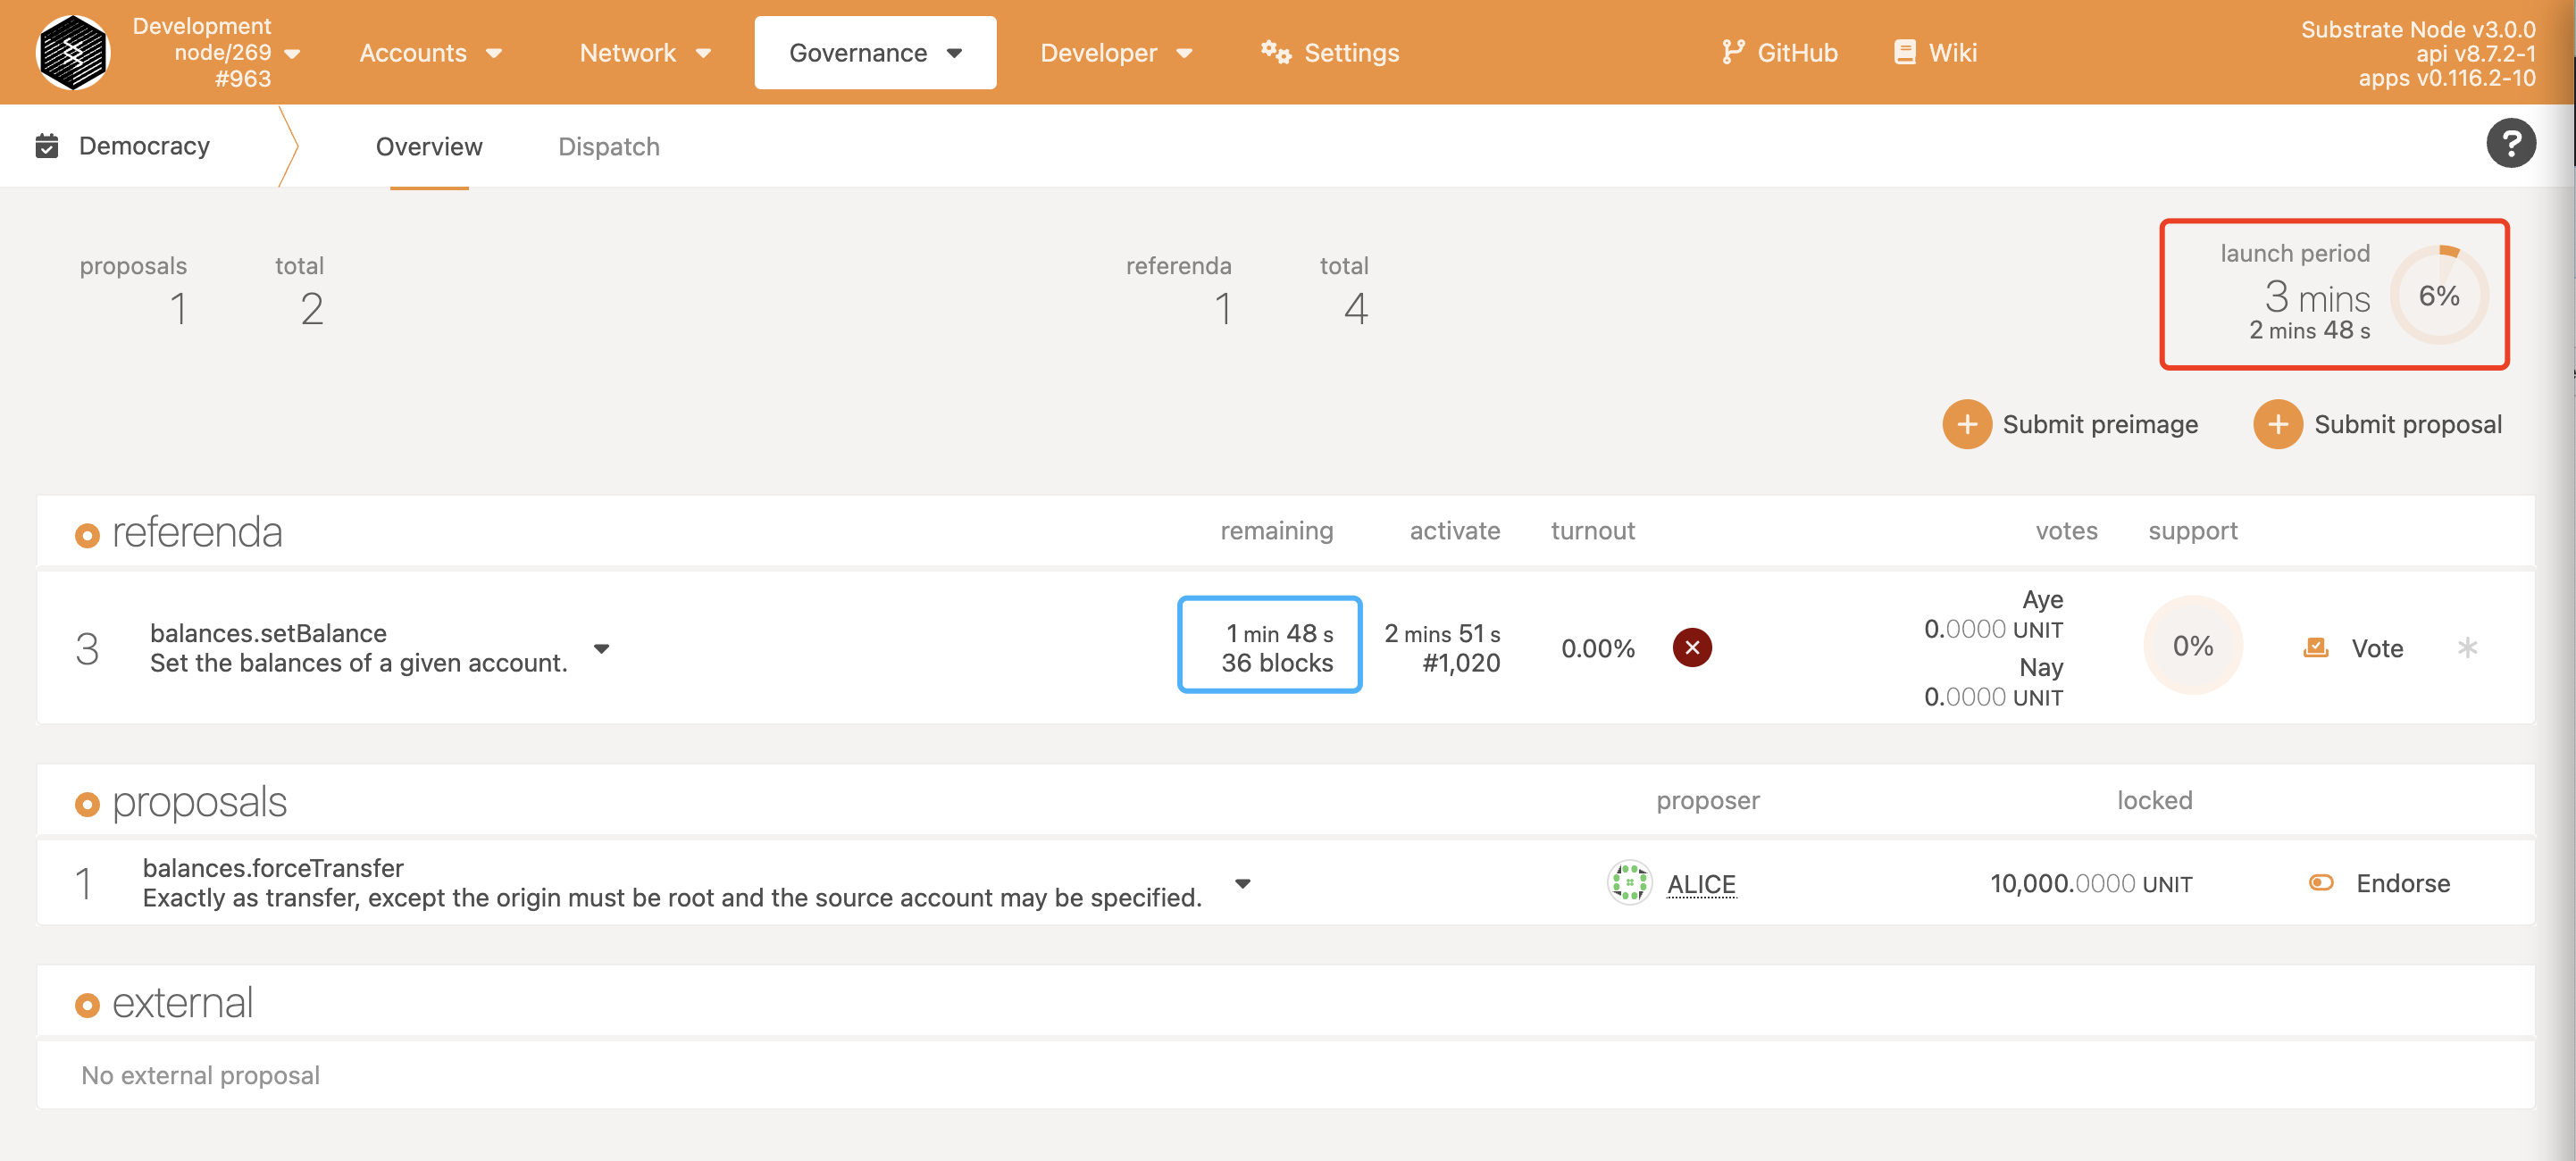 Development
node/269
#963
Accounts
Network
Governance
Developer
Settings
GitHub
Wiki
Substrate Node v3.0.0
api v8.7.2-1
apps v0.116.2-10
Democracy
Overview
Dispatch
?
proposals
1
total
2
referenda
1
total
4
launch period
3 mins
2 mins 48 s
6%
Submit preimage
Submit proposal
referenda
remaining
activate
turnout
votes
support
3
balances.setBalance
Set the balances of a given account.
1 min 48 s
36 blocks
2 mins 51 s
#1,020
0.00%
Aye
0.0000 UNIT
Nay
0.0000 UNIT
0%
Vote
proposals
proposer
locked
1
balances.forceTransfer
Exactly as transfer, except the origin must be root and the source account may be specified.
ALICE
10,000.0000 UNIT
Endorse
external
No external proposal